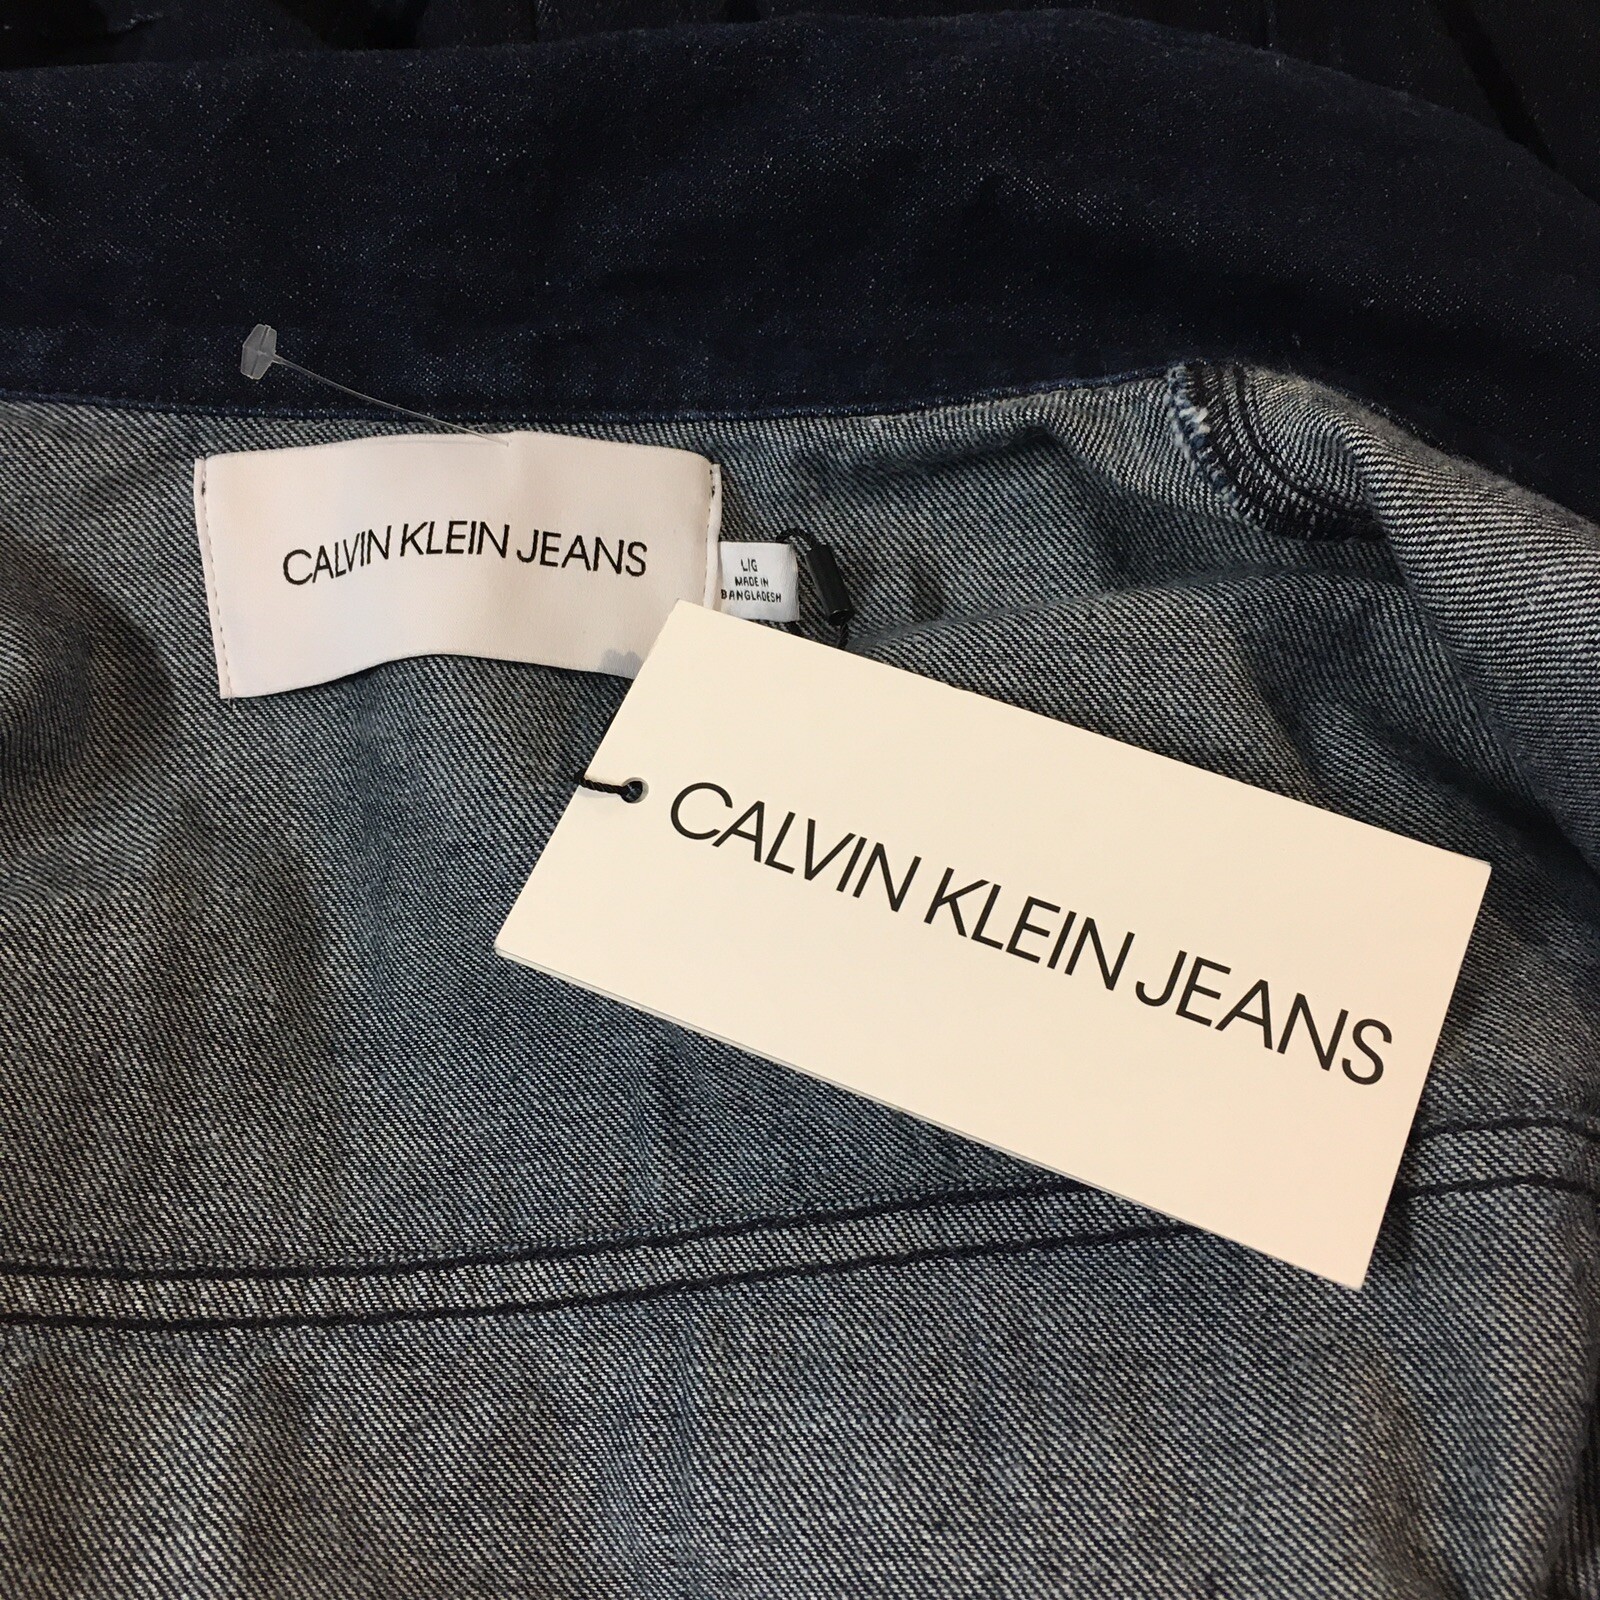 CALVIN KLEIN JEANS
L/G
MADE IN
BANGLADESH
CALVIN KLEIN JEANS